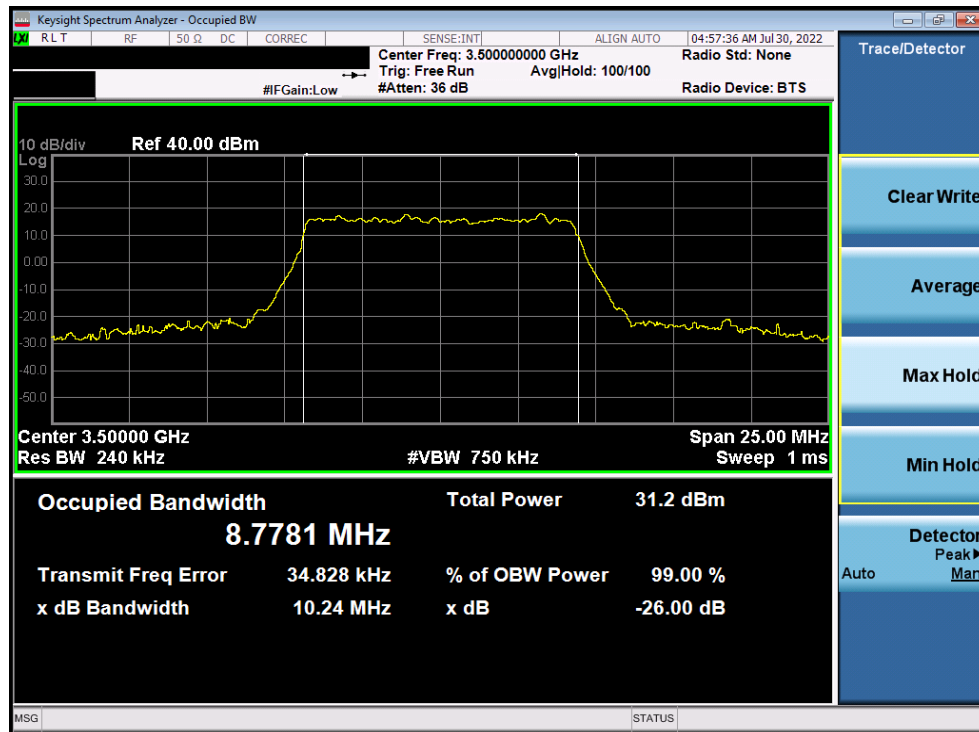 Keysight Spectrum Analyzer - Occupied BW
LXI RLT RF 50 Ω DC CORREC SENSE:INT ALIGN AUTO 04:57:36 AM Jul 30, 2022
Center Freq: 3.500000000 GHz Radio Std: None
Trig: Free Run Avg|Hold: 100/100
#IFGain:Low #Atten: 36 dB Radio Device: BTS
10 dB/div Ref 40.00 dBm
Log
30.0
20.0
10.0
0.00
-10.0
-20.0
-30.0
-40.0
-50.0
Center 3.50000 GHz Span 25.00 MHz
Res BW 240 kHz #VBW 750 kHz Sweep 1 ms
Occupied Bandwidth Total Power 31.2 dBm
8.7781 MHz
Transmit Freq Error 34.828 kHz % of OBW Power 99.00 %
x dB Bandwidth 10.24 MHz x dB -26.00 dB
MSG STATUS
Trace/Detector
Clear Write
Average
Max Hold
Min Hold
Detector
Peak▶
Auto Man